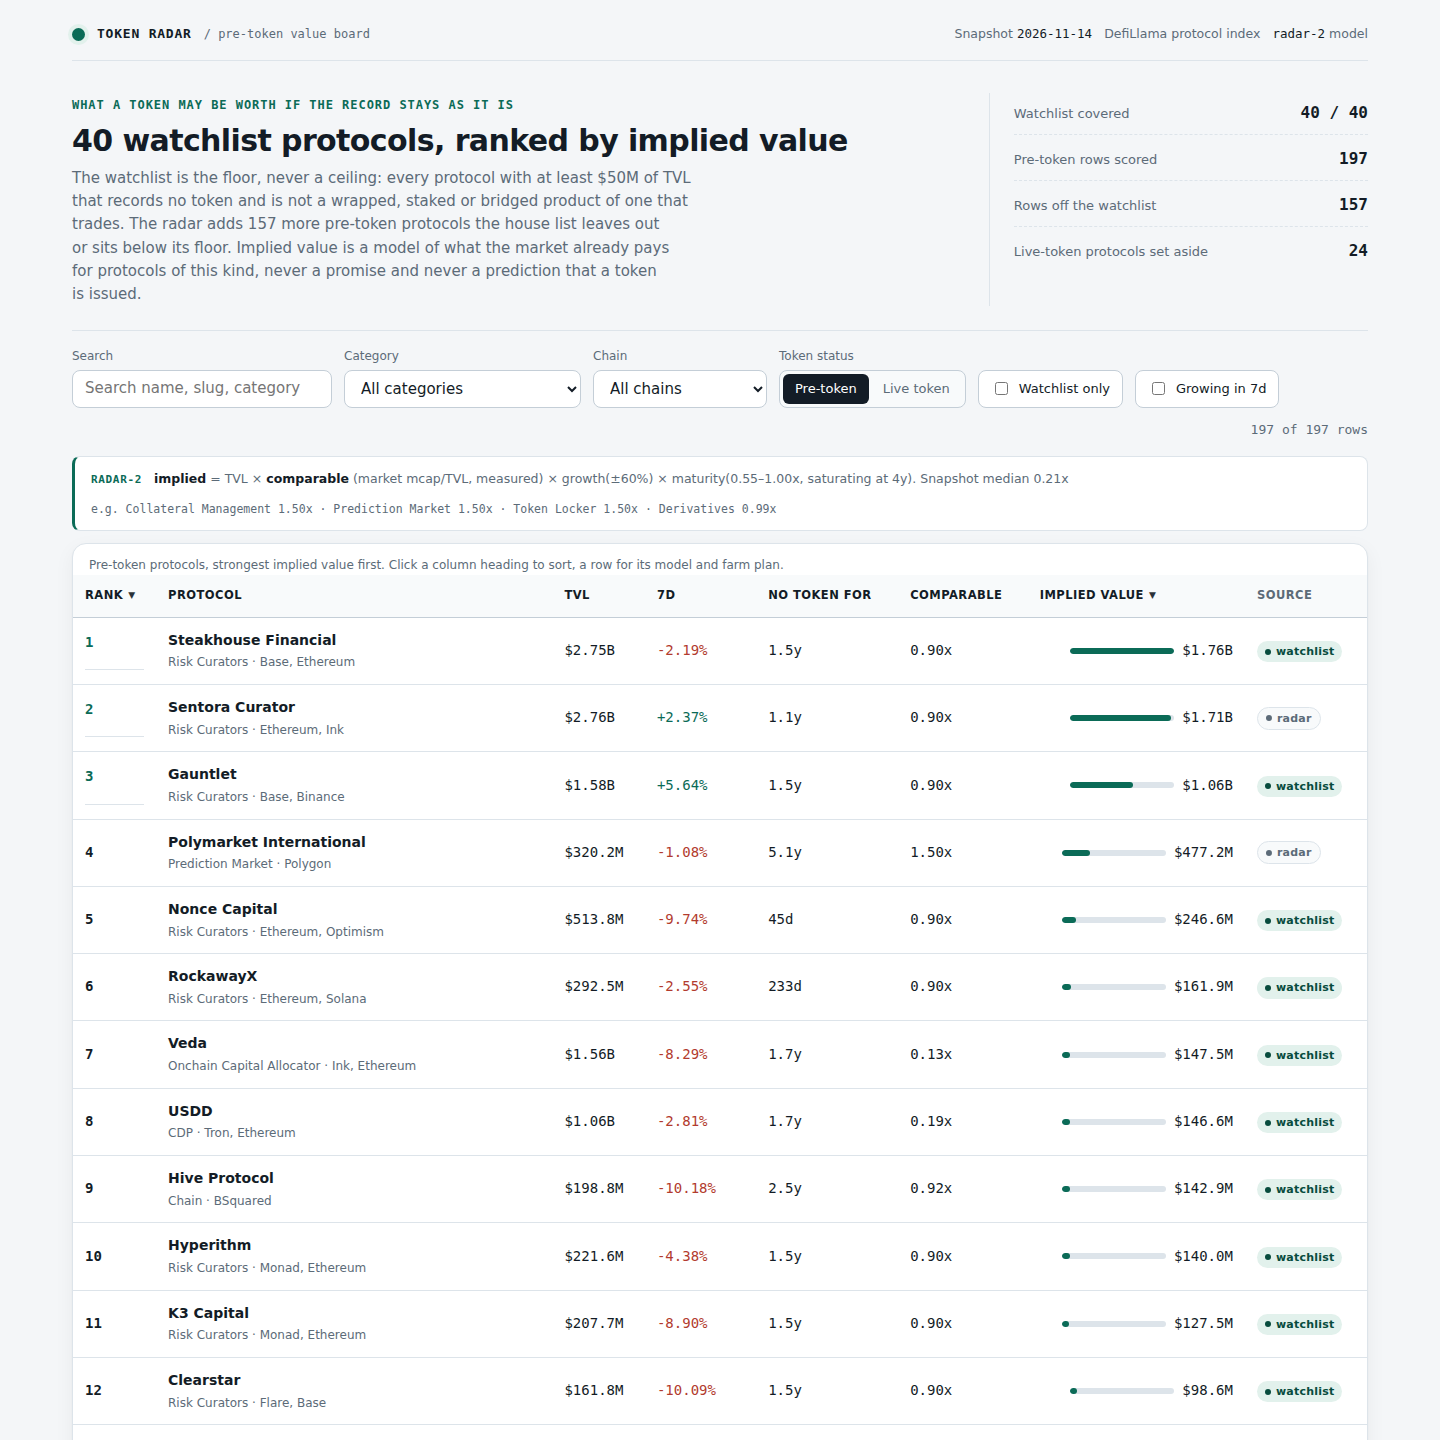 TOKEN RADAR / pre-token value board
Snapshot 2026-11-14 DefiLlama protocol index radar-2 model
WHAT A TOKEN MAY BE WORTH IF THE RECORD STAYS AS IT IS
40 watchlist protocols, ranked by implied value
The watchlist is the floor, never a ceiling: every protocol with at least $50M of TVL
that records no token and is not a wrapped, staked or bridged product of one that
trades. The radar adds 157 more pre-token protocols the house list leaves out
or sits below its floor. Implied value is a model of what the market already pays
for protocols of this kind, never a promise and never a prediction that a token
is issued.
Watchlist covered 40 / 40
Pre-token rows scored 197
Rows off the watchlist 157
Live-token protocols set aside 24
Search Category Chain Token status
Search name, slug, category All categories All chains Pre-token Live token Watchlist only Growing in 7d
197 of 197 rows
RADAR-2 implied = TVL × comparable (market mcap/TVL, measured) × growth(±60%) × maturity(0.55–1.00x, saturating at 4y). Snapshot median 0.21x
e.g. Collateral Management 1.50x · Prediction Market 1.50x · Token Locker 1.50x · Derivatives 0.99x
Pre-token protocols, strongest implied value first. Click a column heading to sort, a row for its model and farm plan.
RANK ▼ PROTOCOL TVL 7D NO TOKEN FOR COMPARABLE IMPLIED VALUE ▼ SOURCE
1 Steakhouse Financial $2.75B -2.19% 1.5y 0.90x $1.76B watchlist
Risk Curators · Base, Ethereum
2 Sentora Curator $2.76B +2.37% 1.1y 0.90x $1.71B radar
Risk Curators · Ethereum, Ink
3 Gauntlet $1.58B +5.64% 1.5y 0.90x $1.06B watchlist
Risk Curators · Base, Binance
4 Polymarket International $320.2M -1.08% 5.1y 1.50x $477.2M radar
Prediction Market · Polygon
5 Nonce Capital $513.8M -9.74% 45d 0.90x $246.6M watchlist
Risk Curators · Ethereum, Optimism
6 RockawayX $292.5M -2.55% 233d 0.90x $161.9M watchlist
Risk Curators · Ethereum, Solana
7 Veda $1.56B -8.29% 1.7y 0.13x $147.5M watchlist
Onchain Capital Allocator · Ink, Ethereum
8 USDD $1.06B -2.81% 1.7y 0.19x $146.6M watchlist
CDP · Tron, Ethereum
9 Hive Protocol $198.8M -10.18% 2.5y 0.92x $142.9M watchlist
Chain · BSquared
10 Hyperithm $221.6M -4.38% 1.5y 0.90x $140.0M watchlist
Risk Curators · Monad, Ethereum
11 K3 Capital $207.7M -8.90% 1.5y 0.90x $127.5M watchlist
Risk Curators · Monad, Ethereum
12 Clearstar $161.8M -10.09% 1.5y 0.90x $98.6M watchlist
Risk Curators · Flare, Base